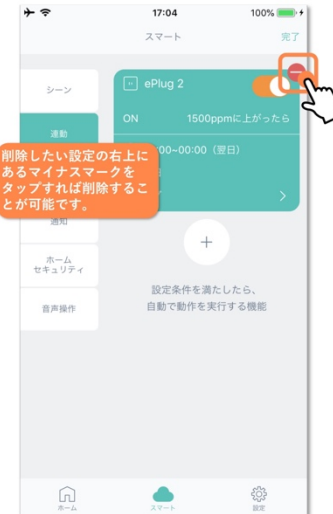 17:04
100%
スマート
完了
シーン
ePlug 2
連動
ON
1500ppmに上がったら
削除したい設定の右上に
あるマイナスマークを
タップすれば削除するこ
とが可能です。
00~00:00（翌日）
通知
ホーム
セキュリティ
音声操作
+
設定条件を満たしたら、
自動で動作を実行する機能
ホーム
スマート
設定